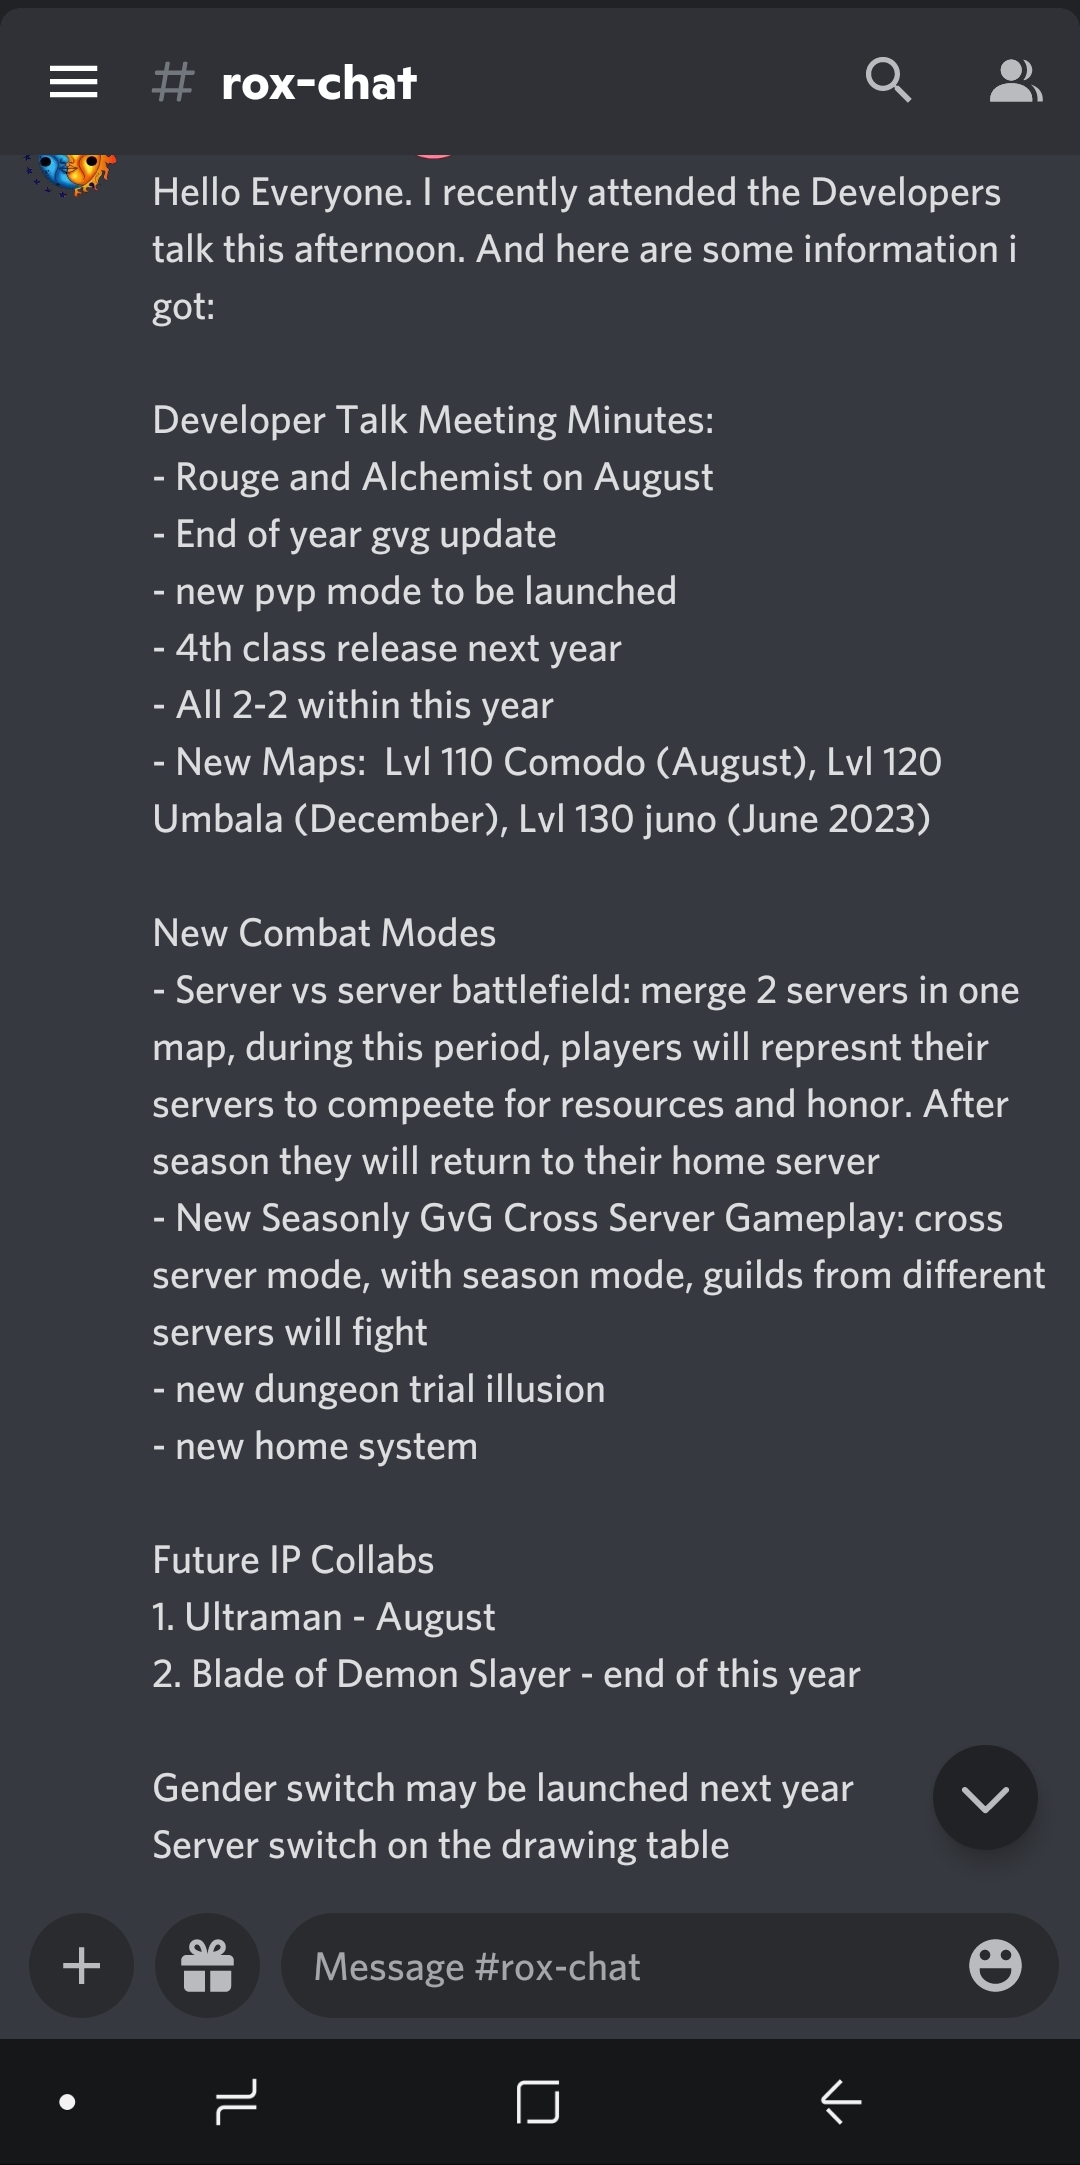 # rox-chat
Hello Everyone. I recently attended the Developers
talk this afternoon. And here are some information i
got:
Developer Talk Meeting Minutes:
- Rouge and Alchemist on August
- End of year gvg update
- new pvp mode to be launched
- 4th class release next year
- All 2-2 within this year
- New Maps:  Lvl 110 Comodo (August), Lvl 120
Umbala (December), Lvl 130 juno (June 2023)
New Combat Modes
- Server vs server battlefield: merge 2 servers in one
map, during this period, players will represnt their
servers to compeete for resources and honor. After
season they will return to their home server
- New Seasonly GvG Cross Server Gameplay: cross
server mode, with season mode, guilds from different
servers will fight
- new dungeon trial illusion
- new home system
Future IP Collabs
1. Ultraman - August
2. Blade of Demon Slayer - end of this year
Gender switch may be launched next year
Server switch on the drawing table
Message #rox-chat